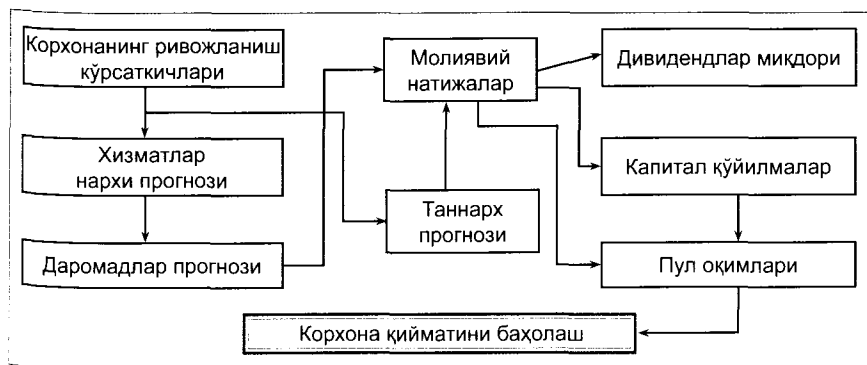 Корхонанинг ривожланиш
кўрсаткичлари
Хизматлар
нархи прогнози
Даромадлар прогнози
Молиявий
натижалар
Таннарх
прогнози
Дивидендлар миқдори
Капитал қўйилмалар
Пул оқимлари
Корхона қийматини баҳолаш